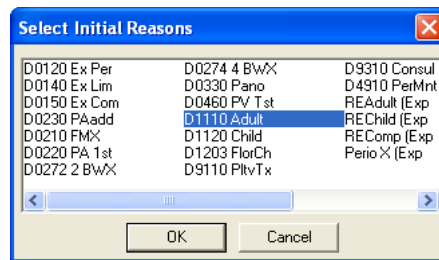 Select Initial Reasons
D0120 Ex Per
D0140 Ex Lim
D0150 Ex Com
D0230 PAadd
D0210 FMX
D0220 PA 1st
D0272 2 BWX
D0274 4 BWX
D0330 Pano
D0460 PV Tst
D1110 Adult
D1120 Child
D1203 FlorCh
D9110 PltvTx
D9310 Consul
D4910 PerMnt
REAdult (Exp
REChild (Exp
REComp (Exp
Perio X (Exp
OK
Cancel